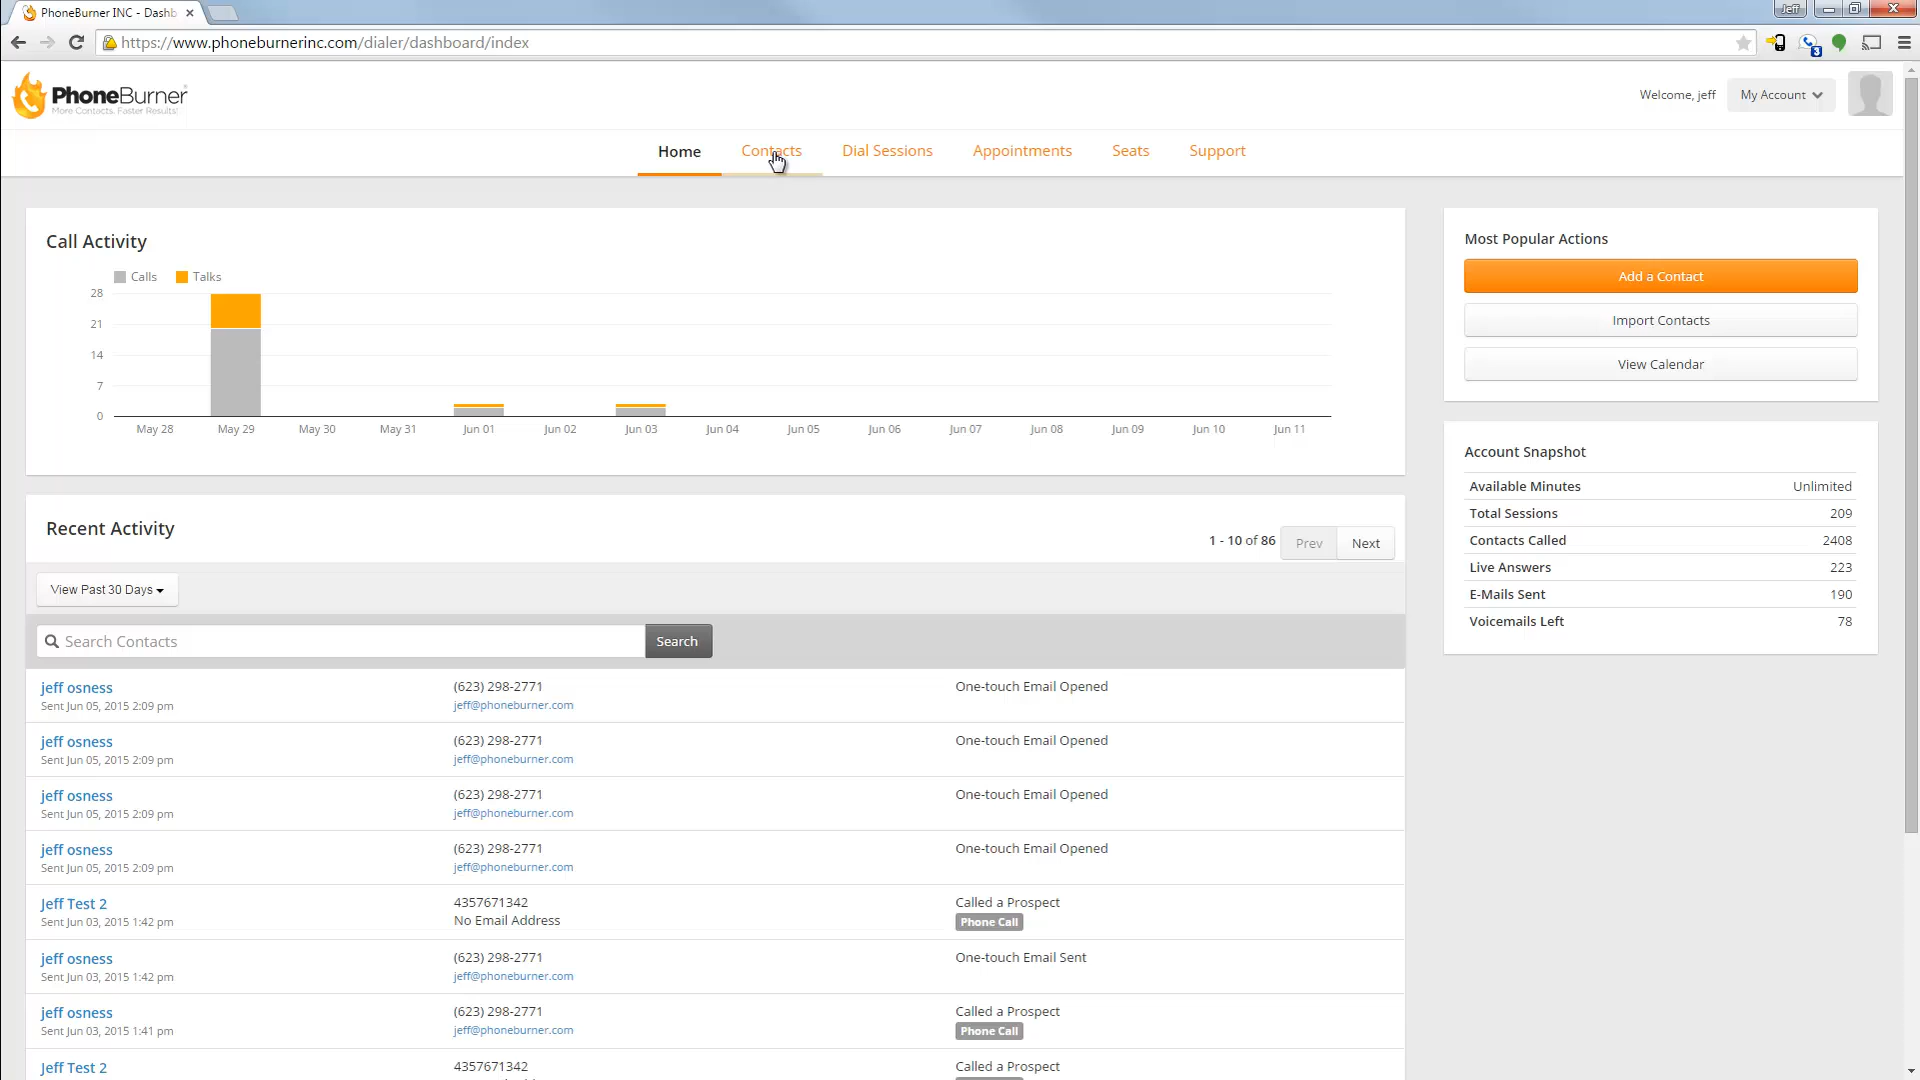 PhoneBurner INC - Dashb
Jeff
https://www.phoneburnerinc.com/dialer/dashboard/index
3
PhoneBurner
More Contacts. Faster Results!
Welcome, jeff
My Account
Home
Contacts
Dial Sessions
Appointments
Seats
Support
Call Activity
Calls
Talks
28
21
14
7
0
May 28
May 29
May 30
May 31
Jun 01
Jun 02
Jun 03
Jun 04
Jun 05
Jun 06
Jun 07
Jun 08
Jun 09
Jun 10
Jun 11
Most Popular Actions
Add a Contact
Import Contacts
View Calendar
Account Snapshot
Available Minutes Unlimited
Total Sessions 209
Contacts Called 2408
Live Answers 223
E-Mails Sent 190
Voicemails Left 78
Recent Activity
1 - 10 of 86
Prev
Next
View Past 30 Days
Search Contacts
Search
jeff osness (623) 298-2771 One-touch Email Opened
Sent Jun 05, 2015 2:09 pm jeff@phoneburner.com
jeff osness (623) 298-2771 One-touch Email Opened
Sent Jun 05, 2015 2:09 pm jeff@phoneburner.com
jeff osness (623) 298-2771 One-touch Email Opened
Sent Jun 05, 2015 2:09 pm jeff@phoneburner.com
jeff osness (623) 298-2771 One-touch Email Opened
Sent Jun 05, 2015 2:09 pm jeff@phoneburner.com
Jeff Test 2 4357671342 Called a Prospect
Sent Jun 03, 2015 1:42 pm No Email Address Phone Call
jeff osness (623) 298-2771 One-touch Email Sent
Sent Jun 03, 2015 1:42 pm jeff@phoneburner.com
jeff osness (623) 298-2771 Called a Prospect
Sent Jun 03, 2015 1:41 pm jeff@phoneburner.com Phone Call
Jeff Test 2 4357671342 Called a Prospect